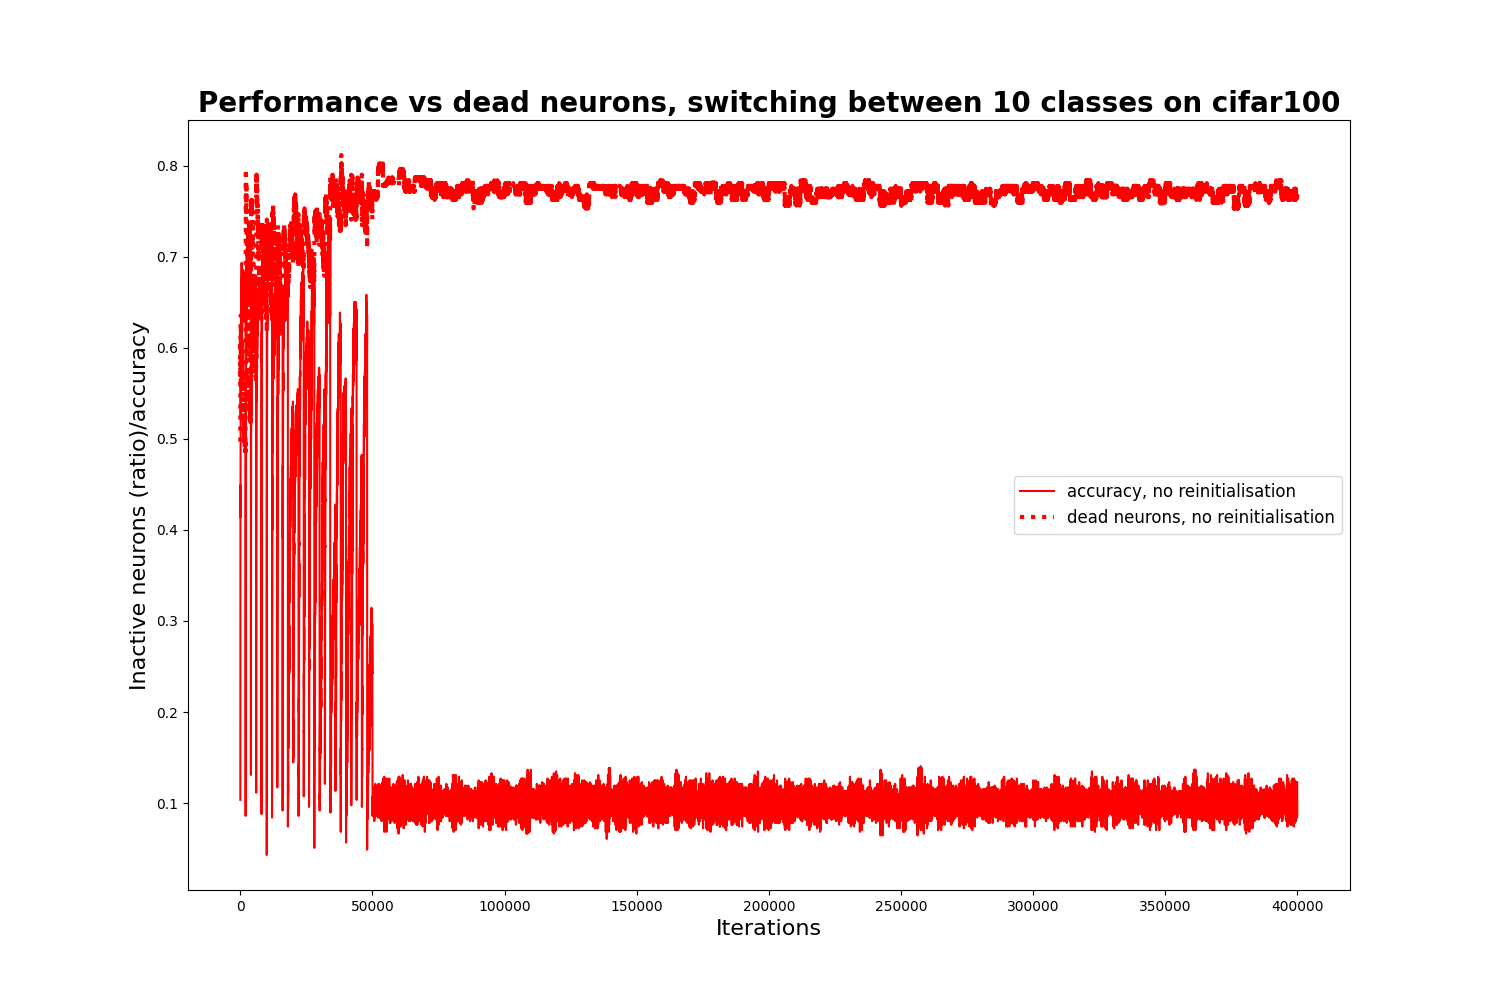 Performance vs dead neurons, switching between 10 classes on cifar100
Inactive neurons (ratio)/accuracy
0.8
0.7
0.6
0.5
0.4
0.3
0.2
0.1
accuracy, no reinitialisation
dead neurons, no reinitialisation
0 50000 100000 150000 200000 250000 300000 350000 400000
Iterations